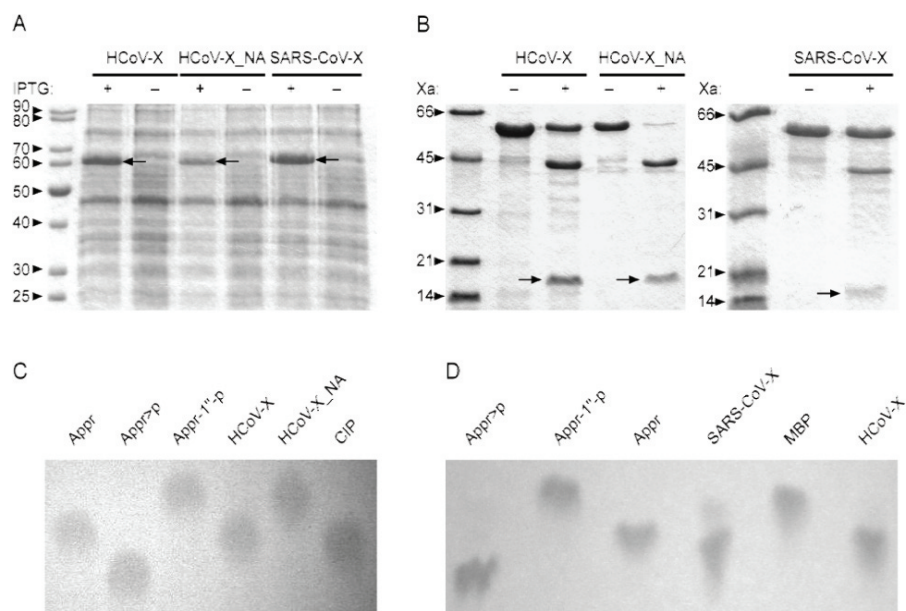 A
HCoV-X HCoV-X_NA SARS-CoV-X
IPTG: + – + – + –
90
80
70
60
50
40
30
25
B
HCoV-X HCoV-X_NA
Xa: – + – +
66
45
31
21
14
SARS-CoV-X
– +
66
45
31
21
14
C
Appr Appr>p Appr-1"-p HCoV-X HCoV-X_NA CIP
D
Appr>p Appr-1"-p Appr SARS-CoV-X MBP HCoV-X